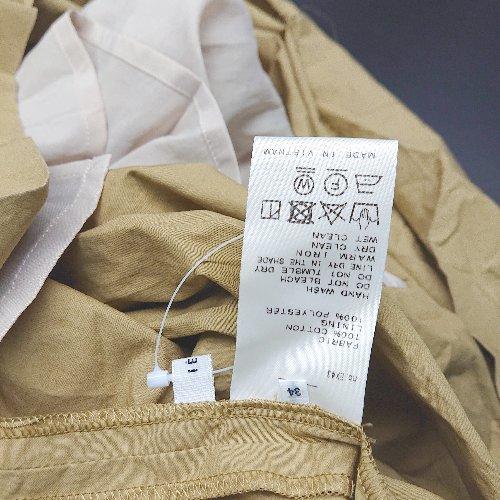 FABRIC
100% COTTON
LINING
100% POLYESTER
HAND WASH
DO NOT BLEACH
DO NOT TUMBLE DRY
LINE DRY IN THE SHADE
WARM IRON
DRY CLEAN
WET CLEAN
W
F
MADE IN VIETNAM
34